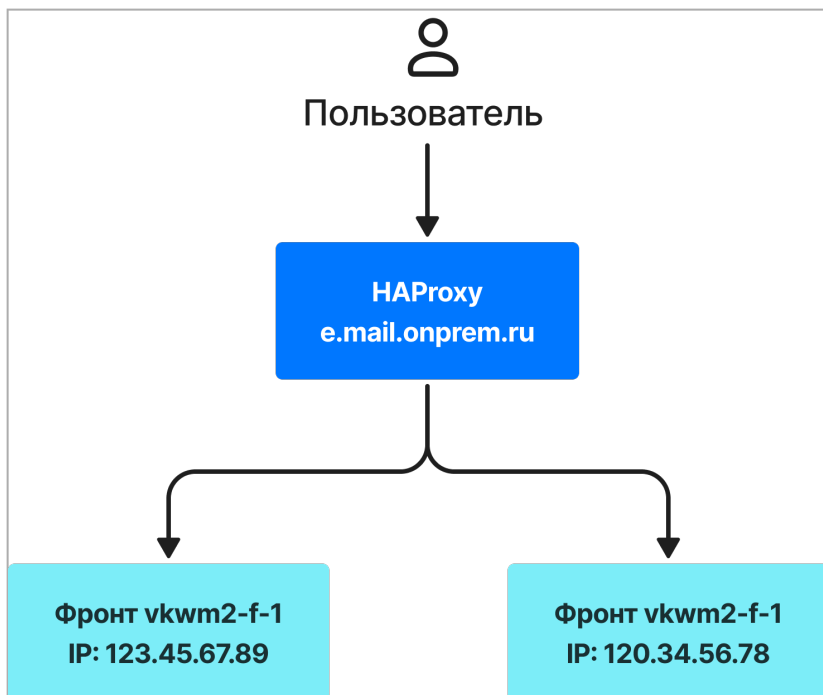 Пользователь
HAProxy
e.mail.onprem.ru
Фронт vkwm2-f-1
IP: 123.45.67.89
Фронт vkwm2-f-1
IP: 120.34.56.78